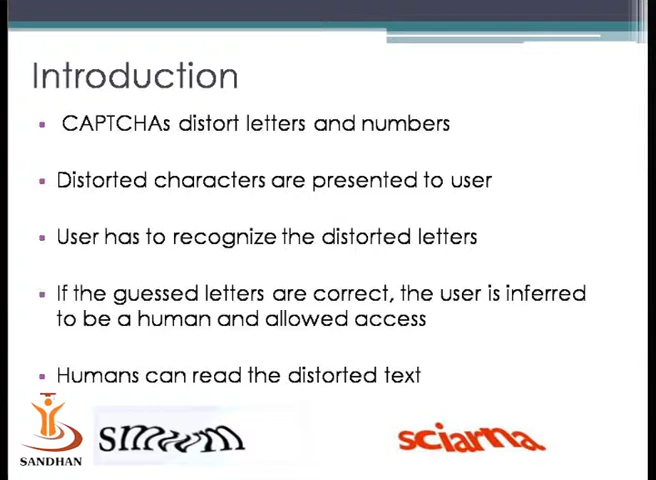 Introduction
CAPTCHAs distort letters and numbers
Distorted characters are presented to user
User has to recognize the distorted letters
If the guessed letters are correct, the user is inferred
to be a human and allowed access
Humans can read the distorted text
smwm
sciarna
SANDHAN